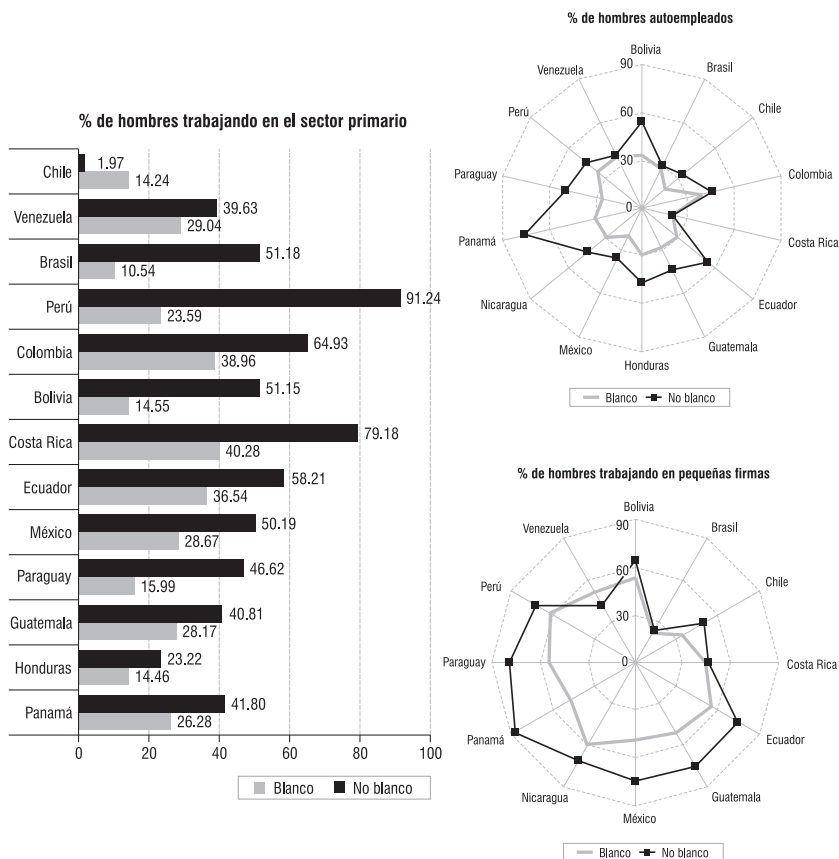 % de hombres trabajando en el sector primario
Chile
1.97
14.24
Venezuela
39.63
29.04
Brasil
51.18
10.54
Perú
91.24
23.59
Colombia
64.93
38.96
Bolivia
51.15
14.55
Costa Rica
79.18
40.28
Ecuador
58.21
36.54
México
50.19
28.67
Paraguay
46.62
15.99
Guatemala
40.81
28.17
Honduras
23.22
14.46
Panamá
41.80
26.28
0 20 40 60 80 100
Blanco No blanco
% de hombres autoempleados
Bolivia
Brasil
Chile
Colombia
Costa Rica
Ecuador
Guatemala
Honduras
México
Nicaragua
Panamá
Paraguay
Perú
Venezuela
90
60
30
0
Blanco No blanco
% de hombres trabajando en pequeñas firmas
Bolivia
Brasil
Chile
Costa Rica
Ecuador
Guatemala
México
Nicaragua
Panamá
Paraguay
Perú
Venezuela
90
60
30
0
Blanco No blanco